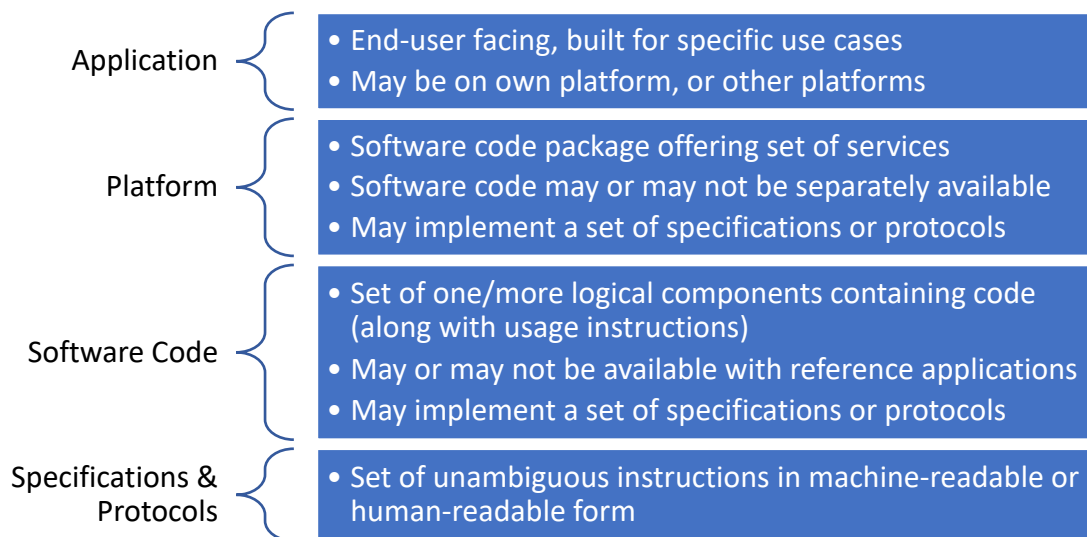 Application
• End-user facing, built for specific use cases
• May be on own platform, or other platforms
Platform
• Software code package offering set of services
• Software code may or may not be separately available
• May implement a set of specifications or protocols
Software Code
• Set of one/more logical components containing code
(along with usage instructions)
• May or may not be available with reference applications
• May implement a set of specifications or protocols
Specifications &
Protocols
• Set of unambiguous instructions in machine-readable or
human-readable form